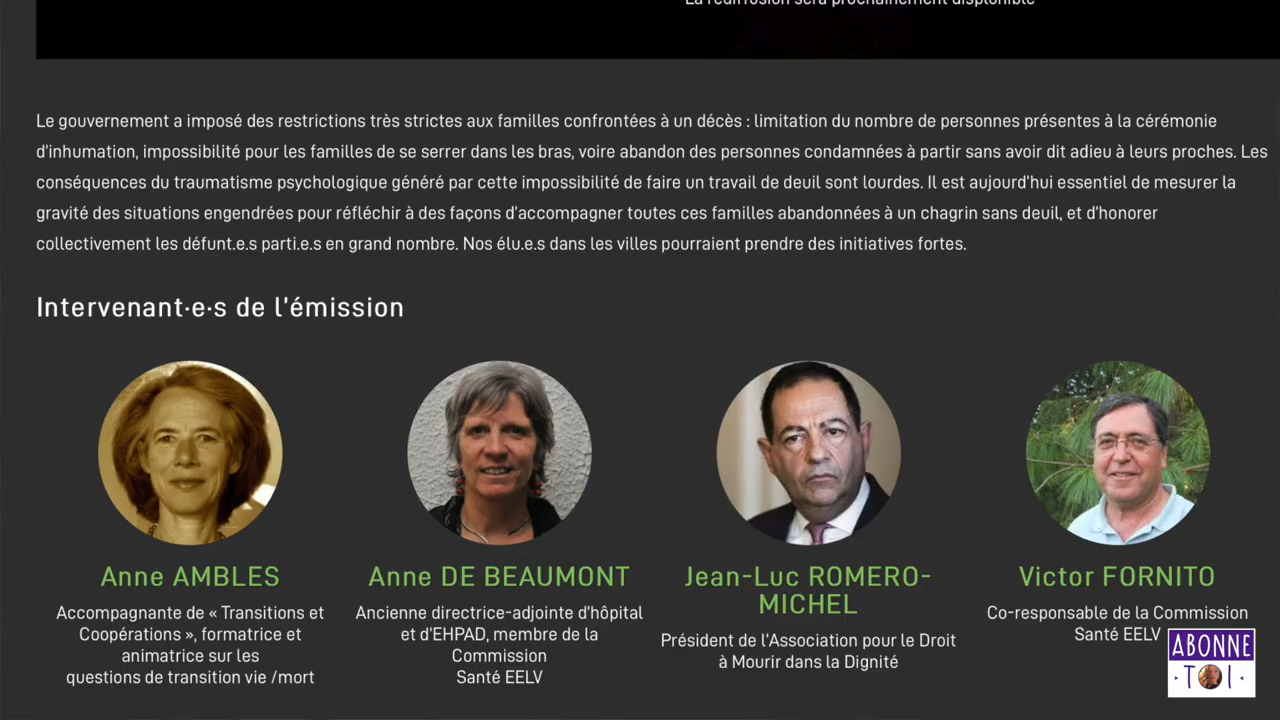 La rediffusion sera prochainement disponible
Le gouvernement a imposé des restrictions très strictes aux familles confrontées à un décès : limitation du nombre de personnes présentes à la cérémonie
d'inhumation, impossibilité pour les familles de se serrer dans les bras, voire abandon des personnes condamnées à partir sans avoir dit adieu à leurs proches. Les
conséquences du traumatisme psychologique généré par cette impossibilité de faire un travail de deuil sont lourdes. Il est aujourd'hui essentiel de mesurer la
gravité des situations engendrées pour réfléchir à des façons d'accompagner toutes ces familles abandonnées à un chagrin sans deuil, et d'honorer
collectivement les défunt.e.s parti.e.s en grand nombre. Nos élu.e.s dans les villes pourraient prendre des initiatives fortes.
Intervenant·e·s de l'émission
Anne AMBLES
Accompagnante de « Transitions et
Coopérations », formatrice et
animatrice sur les
questions de transition vie /mort
Anne DE BEAUMONT
Ancienne directrice-adjointe d'hôpital
et d'EHPAD, membre de la
Commission
Santé EELV
Jean-Luc ROMERO-
MICHEL
Président de l'Association pour le Droit
à Mourir dans la Dignité
Victor FORNITO
Co-responsable de la Commission
Santé EELV
ABONNE
TOI